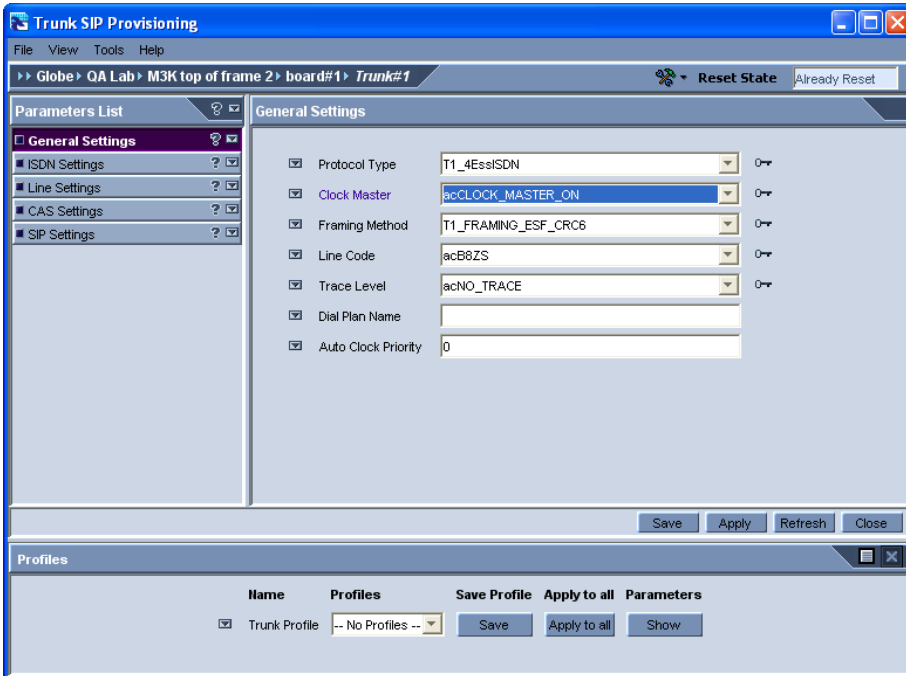 Trunk SIP Provisioning
File View Tools Help
Globe QA Lab M3K top of frame 2 board#1 Trunk#1 Reset State Already Reset
Parameters List ?
General Settings ?
ISDN Settings ?
Line Settings ?
CAS Settings ?
SIP Settings ?
General Settings
Protocol Type T1_4EssISDN
Clock Master acCLOCK_MASTER_ON
Framing Method T1_FRAMING_ESF_CRC6
Line Code acB8ZS
Trace Level acNO_TRACE
Dial Plan Name
Auto Clock Priority 0
Save Apply Refresh Close
Profiles
Name Profiles Save Profile Apply to all Parameters
Trunk Profile -- No Profiles -- Save Apply to all Show